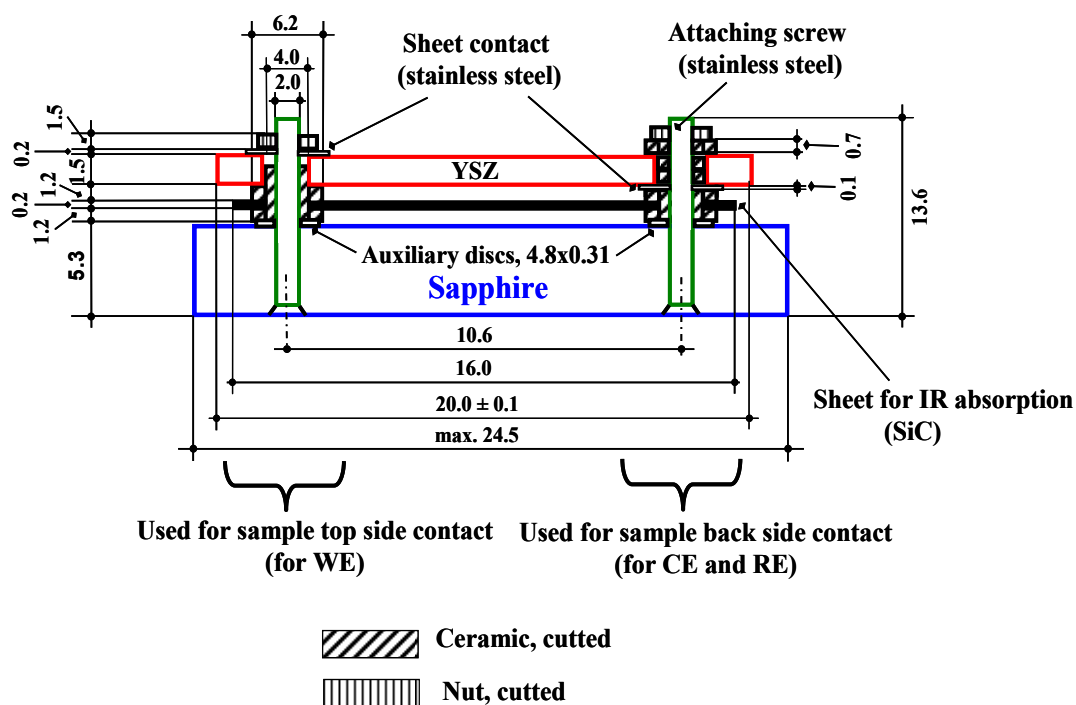 6.2
4.0
2.0
Sheet contact
(stainless steel)
Attaching screw
(stainless steel)
1.5
0.2
1.5
1.2
0.2
1.2
5.3
YSZ
0.7
0.1
13.6
Auxiliary discs, 4.8x0.31
Sapphire
10.6
16.0
20.0 ± 0.1
max. 24.5
Sheet for IR absorption
(SiC)
Used for sample top side contact
(for WE)
Used for sample back side contact
(for CE and RE)
Ceramic, cutted
Nut, cutted